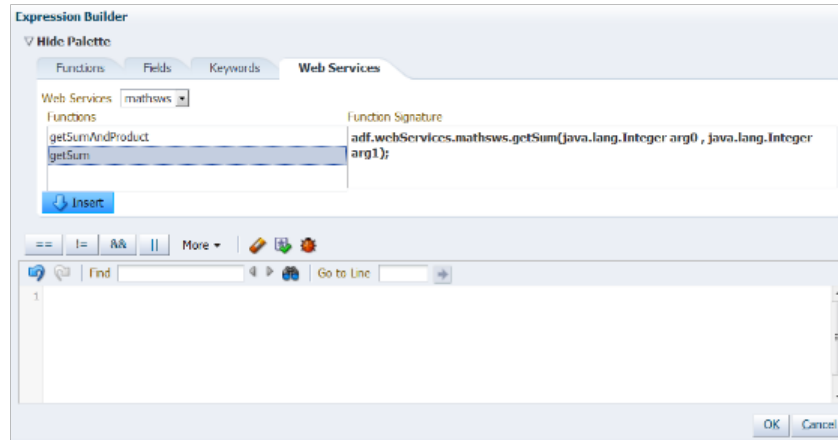 Expression Builder
Hide Palette
Functions Fields Keywords Web Services
Web Services mathsws
Functions Function Signature
getSumAndProduct adf.webServices.mathsws.getSum(java.lang.Integer arg0 , java.lang.Integer
getSum arg1);
Insert
== != && || More
Find Go to Line
1
OK Cancel